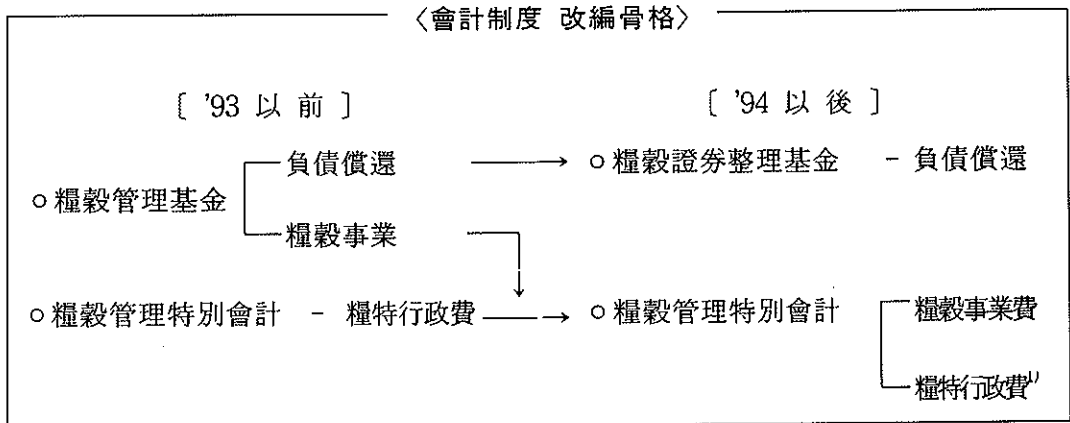 〈會計制度 改編骨格〉
〔 '93 以 前 〕 〔 '94 以 後 〕
負債償還 → ○ 糧穀證券整理基金 - 負債償還
○ 糧穀管理基金
糧穀事業
○ 糧穀管理特別會計 - 糧特行政費 → ○ 糧穀管理特別會計 糧穀事業費
糧特行政費¹⁾